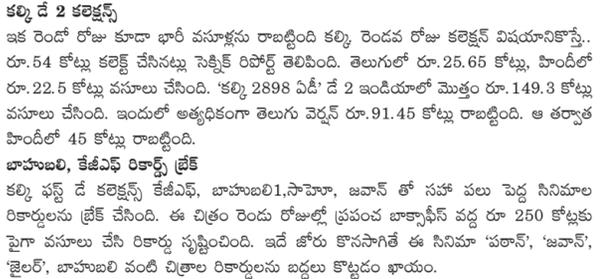 కల్కి డే 2 కలెక్షన్స్
ఇక రెండో రోజు కూడా భారీ వసూళ్లను రాబట్టింది కల్కి రెండవ రోజు కలెక్షన్ విషయానికొస్తే..
రూ.54 కోట్లు కలెక్ట్ చేసినట్లు సెక్నిక్ రిపోర్ట్ తెలిపింది. తెలుగులో రూ.25.65 కోట్లు, హిందీలో
రూ.22.5 కోట్లు వసూలు చేసింది. ‘కల్కి 2898 ఏడీ’ డే 2 ఇండియాలో మొత్తం రూ.149.3 కోట్లు
వసూలు చేసింది. ఇందులో అత్యధికంగా తెలుగు వెర్షన్ రూ.91.45 కోట్లు రాబట్టింది. ఆ తర్వాత
హిందీలో 45 కోట్లు రాబట్టింది.
బాహుబలి, కేజీఎఫ్ రికార్డ్స్ బ్రేక్
కల్కి ఫస్ట్ డే కలెక్షన్స్ కేజీఎఫ్, బాహుబలి1,సాహో, జవాన్ తో సహా పలు పెద్ద సినిమాల
రికార్డులను బ్రేక్ చేసింది. ఈ చిత్రం రెండు రోజుల్లో ప్రపంచ బాక్సాఫీస్ వద్ద రూ 250 కోట్లకు
పైగా వసూలు చేసి రికార్డు సృష్టించింది. ఇదే జోరు కొనసాగితే ఈ సినిమా ‘పఠాన్’, ‘జవాన్’,
‘జైలర్’, బాహుబలి వంటి చిత్రాల రికార్డులను బద్దలు కొట్టడం ఖాయం.